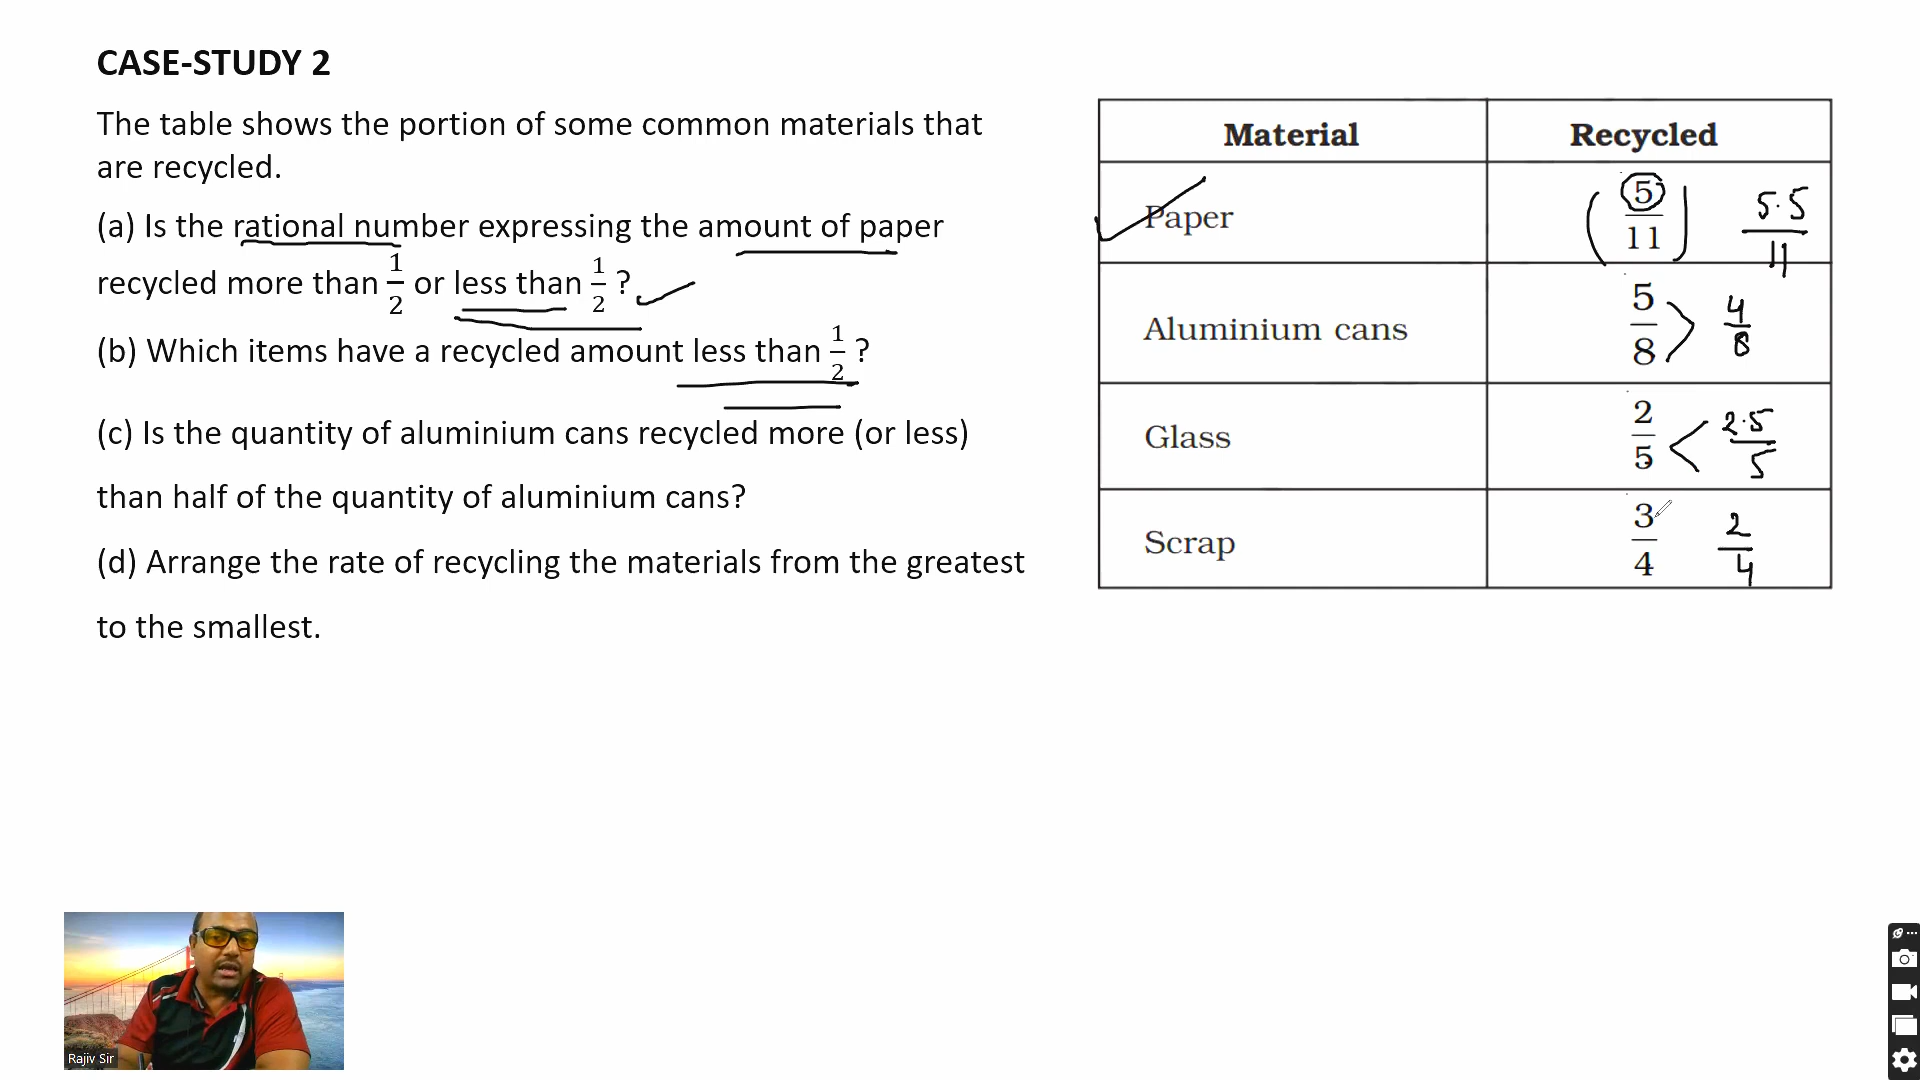 CASE-STUDY 2
The table shows the portion of some common materials that
are recycled.
(a) Is the rational number expressing the amount of paper
recycled more than 1/2 or less than 1/2 ?
(b) Which items have a recycled amount less than 1/2 ?
(c) Is the quantity of aluminium cans recycled more (or less)
than half of the quantity of aluminium cans?
(d) Arrange the rate of recycling the materials from the greatest
to the smallest.
Material Recycled
Paper (5/11) 5.5/11
Aluminium cans 5/8 > 4/8
Glass 2/5 < 2.5/5
Scrap 3/4 2/4
Rajiv Sir